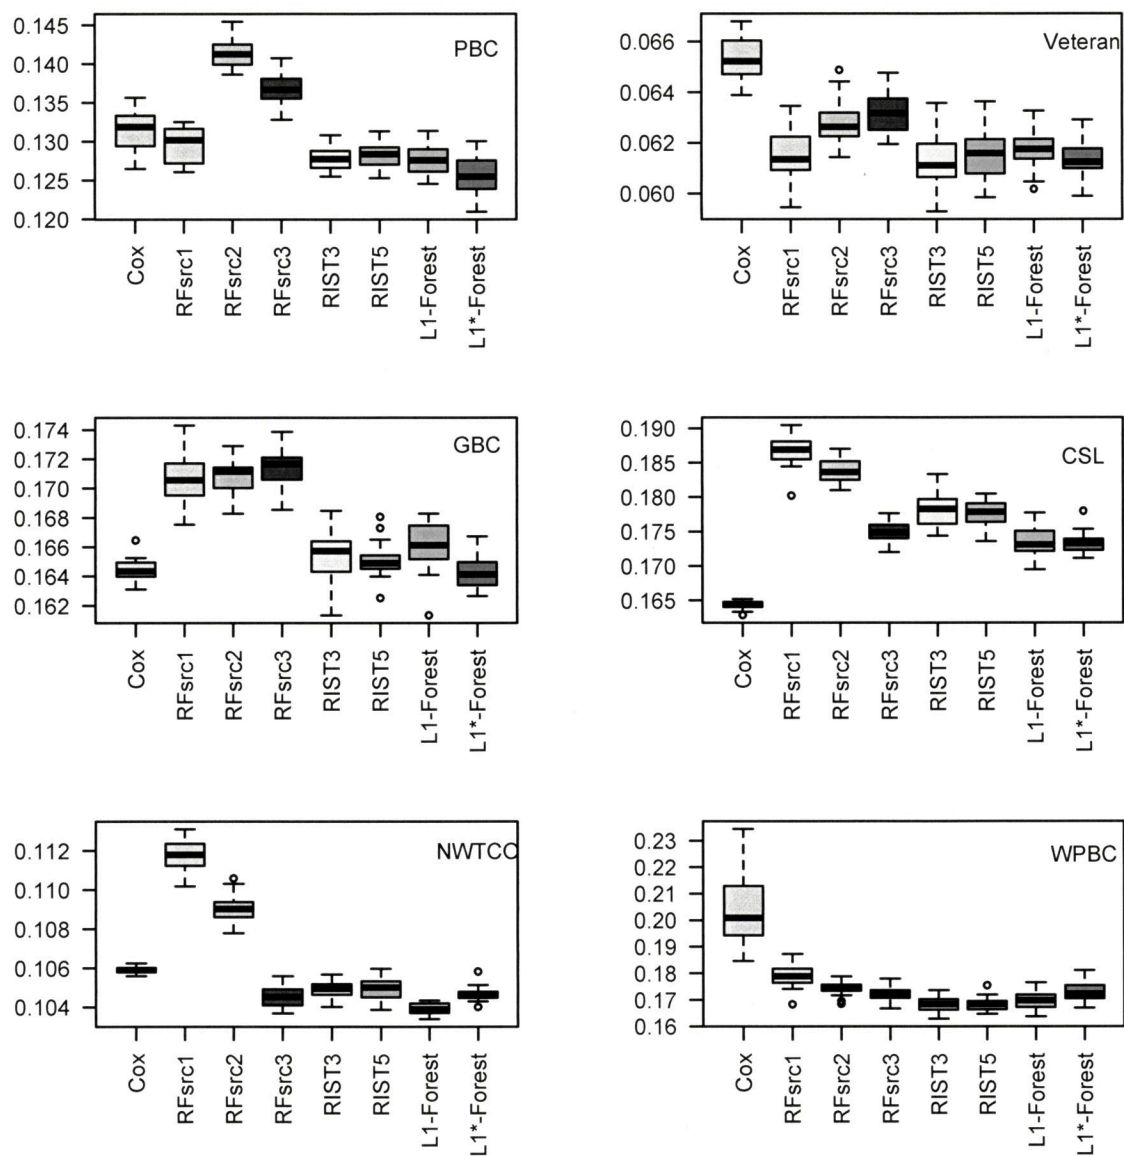 PBC
0.145
0.140
0.135
0.130
0.125
0.120
Cox
RFsrc1
RFsrc2
RFsrc3
RIST3
RIST5
L1-Forest
L1*-Forest
Veteran
0.066
0.064
0.062
0.060
Cox
RFsrc1
RFsrc2
RFsrc3
RIST3
RIST5
L1-Forest
L1*-Forest
GBC
0.174
0.172
0.170
0.168
0.166
0.164
0.162
Cox
RFsrc1
RFsrc2
RFsrc3
RIST3
RIST5
L1-Forest
L1*-Forest
CSL
0.190
0.185
0.180
0.175
0.170
0.165
Cox
RFsrc1
RFsrc2
RFsrc3
RIST3
RIST5
L1-Forest
L1*-Forest
NWTCO
0.112
0.110
0.108
0.106
0.104
Cox
RFsrc1
RFsrc2
RFsrc3
RIST3
RIST5
L1-Forest
L1*-Forest
WPBC
0.23
0.22
0.21
0.20
0.19
0.18
0.17
0.16
Cox
RFsrc1
RFsrc2
RFsrc3
RIST3
RIST5
L1-Forest
L1*-Forest